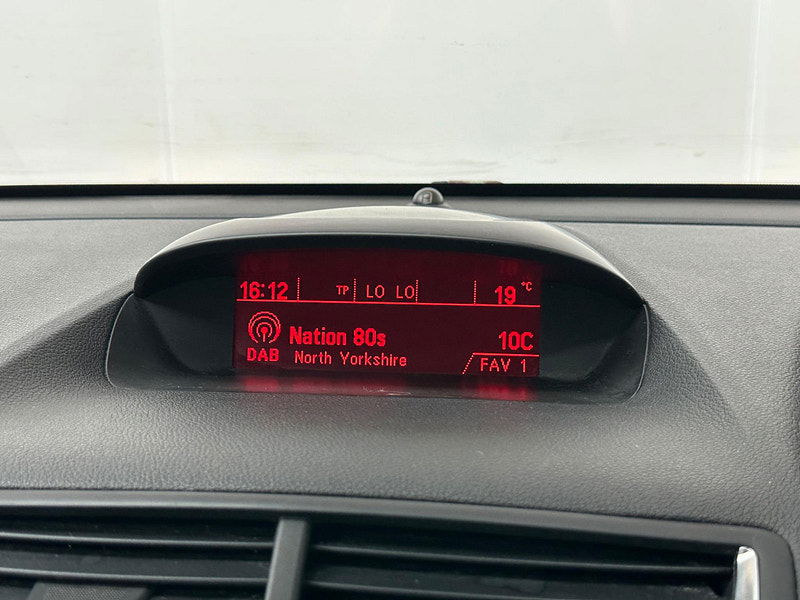 16:12 TP LO LO 19 °C
Nation 80s 10C
DAB North Yorkshire FAV 1